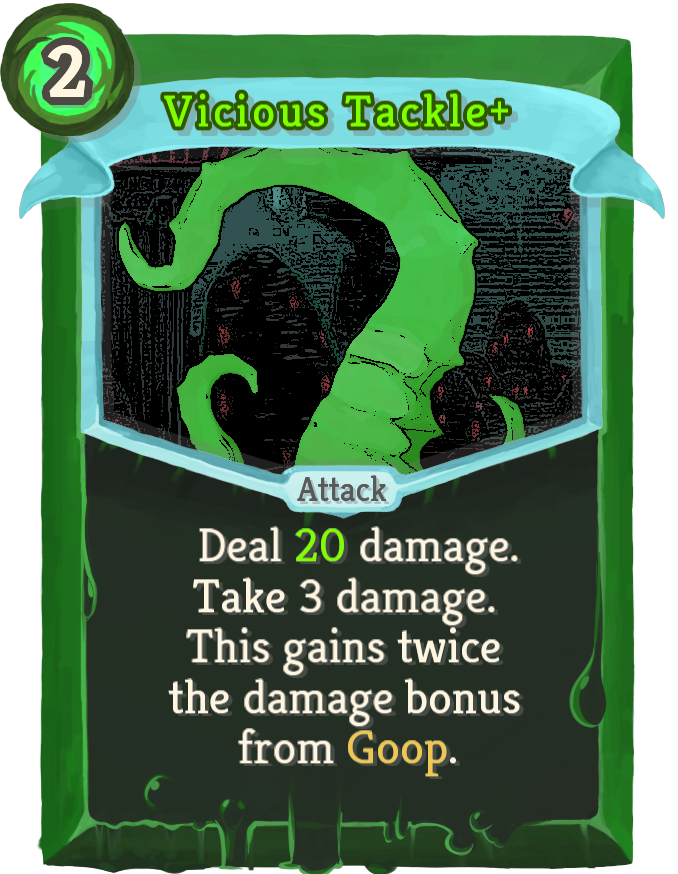 2
Vicious Tackle+
Attack
Deal 20 damage.
Take 3 damage.
This gains twice
the damage bonus
from Goop.